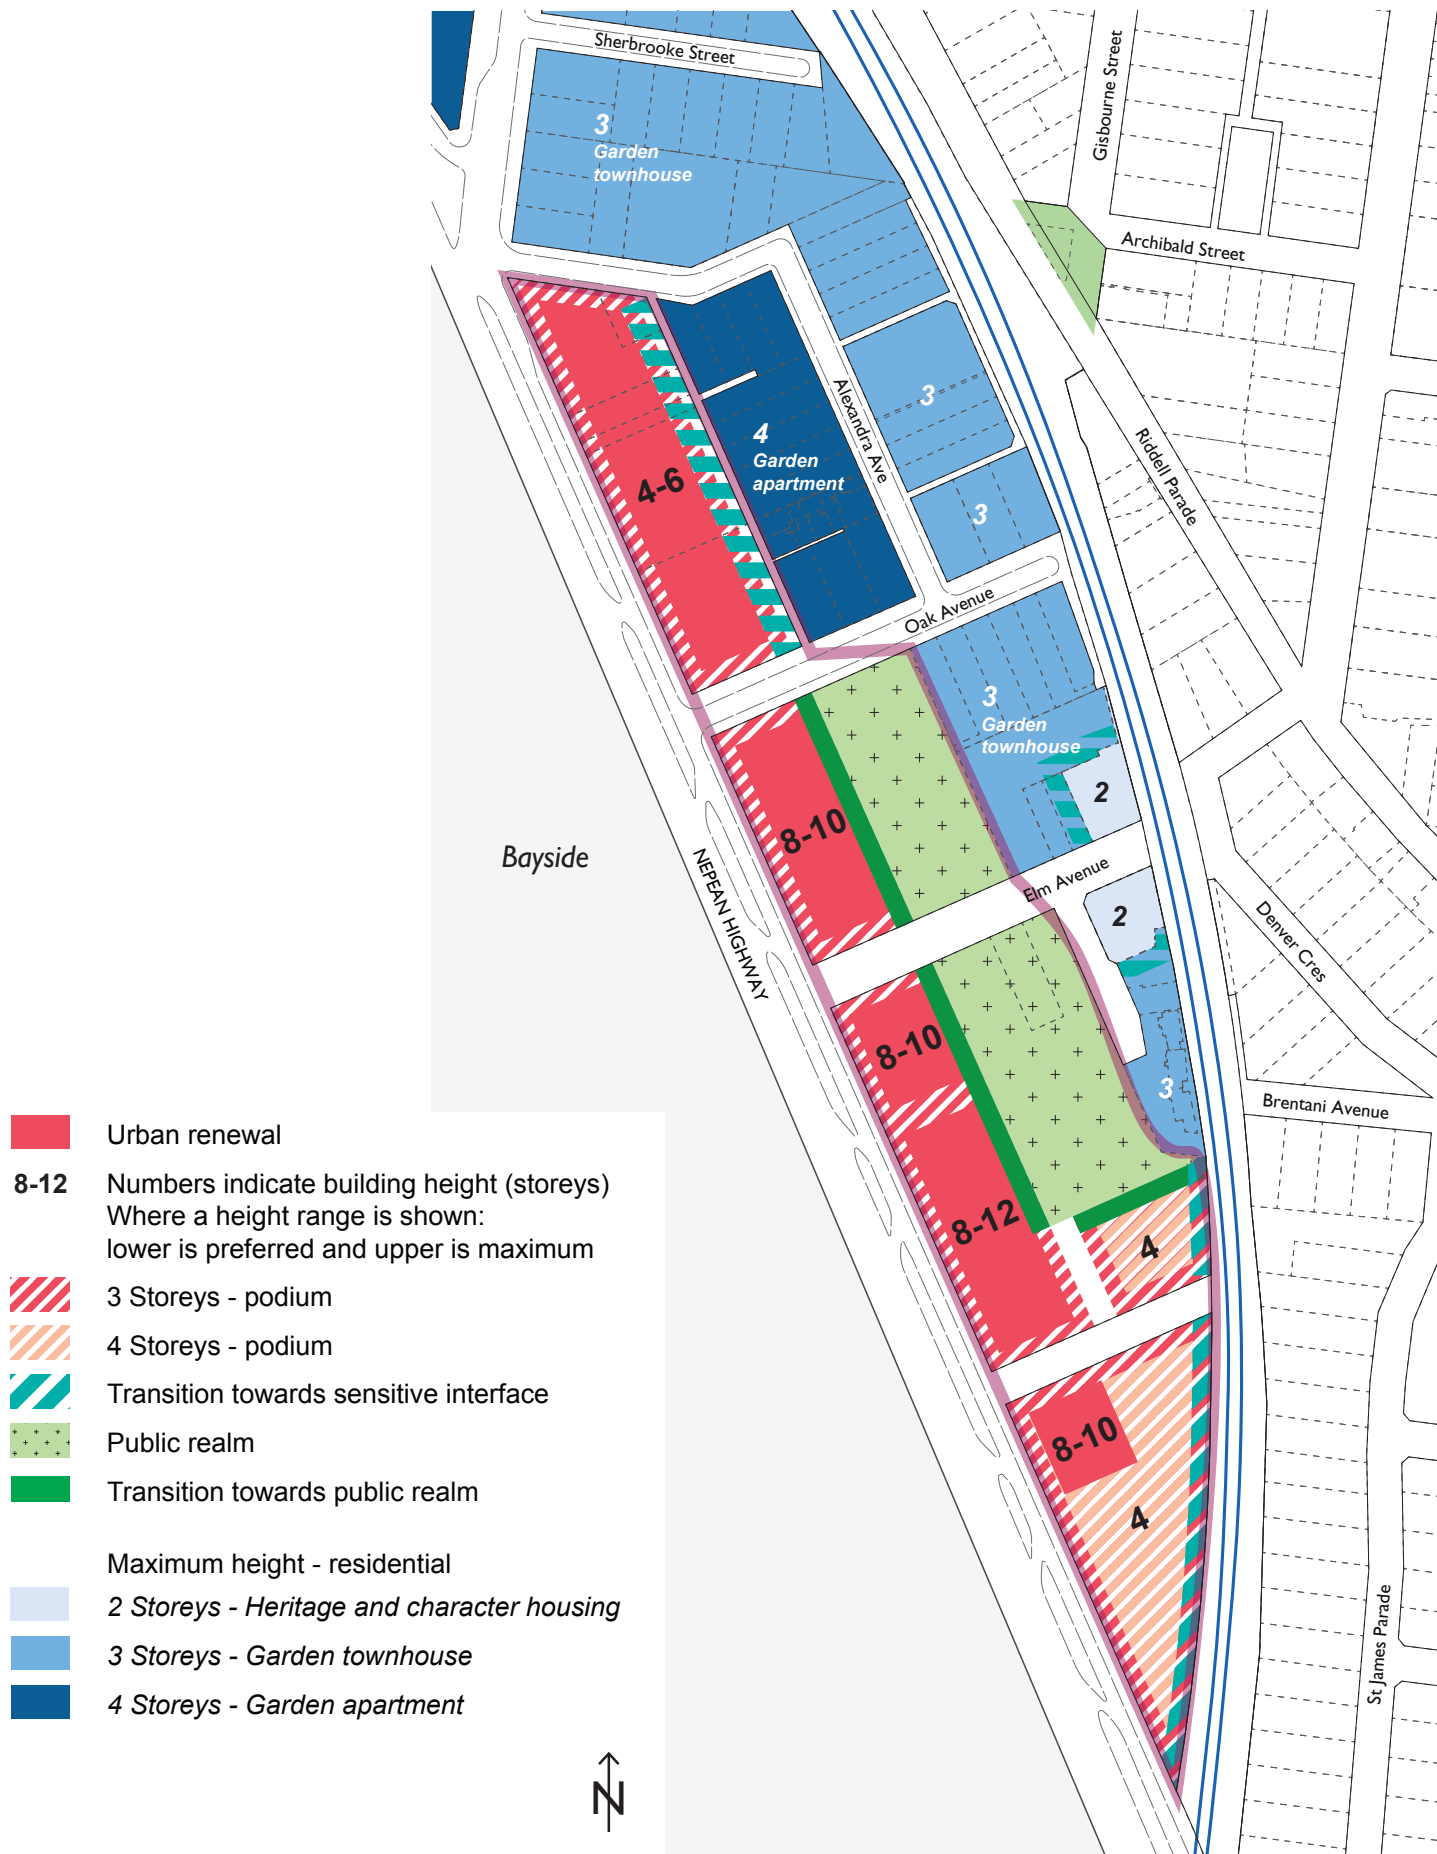 Sherbrooke Street
Gisbourne Street
3
Garden
townhouse
Archibald Street
Alexandra Ave
3
4
Garden
apartment
Riddell Parade
4-6
3
Oak Avenue
3
Garden
townhouse
2
8-10
Bayside
NEPEAN HIGHWAY
Elm Avenue
2
Denver Cres
8-10
3
Brentani Avenue
8-12
4
8-10
4
St James Parade
Urban renewal
8-12
Numbers indicate building height (storeys)
Where a height range is shown:
lower is preferred and upper is maximum
3 Storeys - podium
4 Storeys - podium
Transition towards sensitive interface
Public realm
Transition towards public realm
Maximum height - residential
2 Storeys - Heritage and character housing
3 Storeys - Garden townhouse
4 Storeys - Garden apartment
N